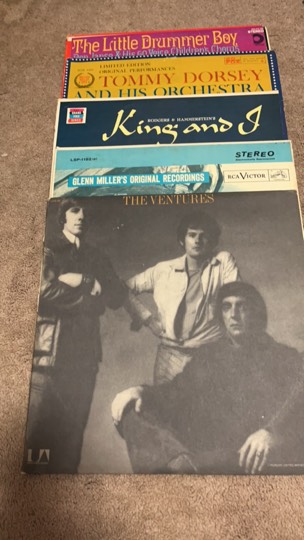 The Little Drummer Boy
STEREO
LIMITED EDITION
ORIGINAL PERFORMANCES
TOMMY DORSEY
AND HIS ORCHESTRA
RODGERS & HAMMERSTEIN'S
King and I
STEREO
GLENN MILLER'S ORIGINAL RECORDINGS
RCA VICTOR
THE VENTURES
UA